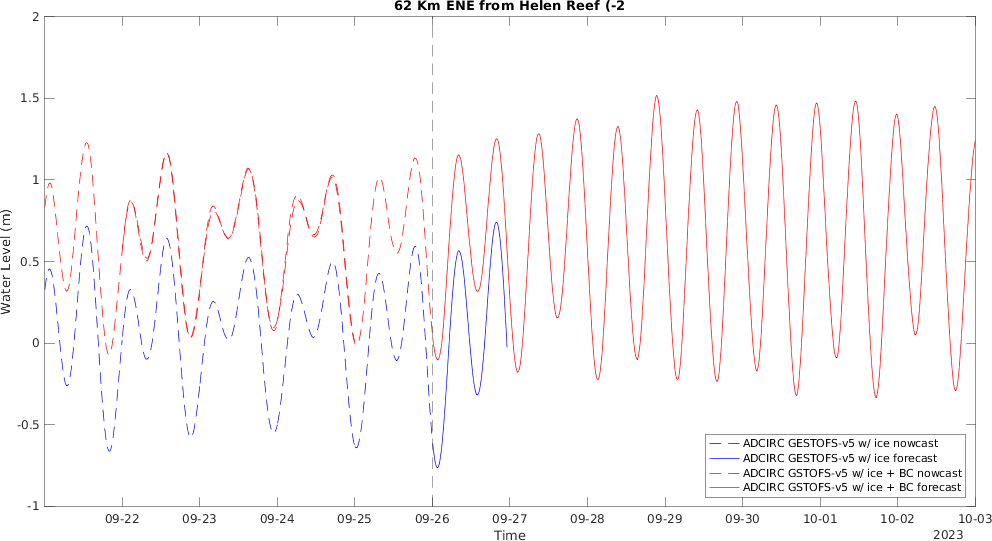 62 Km ENE from Helen Reef (-2
2
1.5
1
0.5
0
-0.5
-1
Water Level (m)
ADCIRC GESTOFS-v5 w/ ice nowcast
ADCIRC GESTOFS-v5 w/ ice forecast
ADCIRC GSTOFS-v5 w/ ice + BC nowcast
ADCIRC GSTOFS-v5 w/ ice + BC forecast
09-22 09-23 09-24 09-25 09-26 09-27 09-28 09-29 09-30 10-01 10-02 10-03
Time
2023